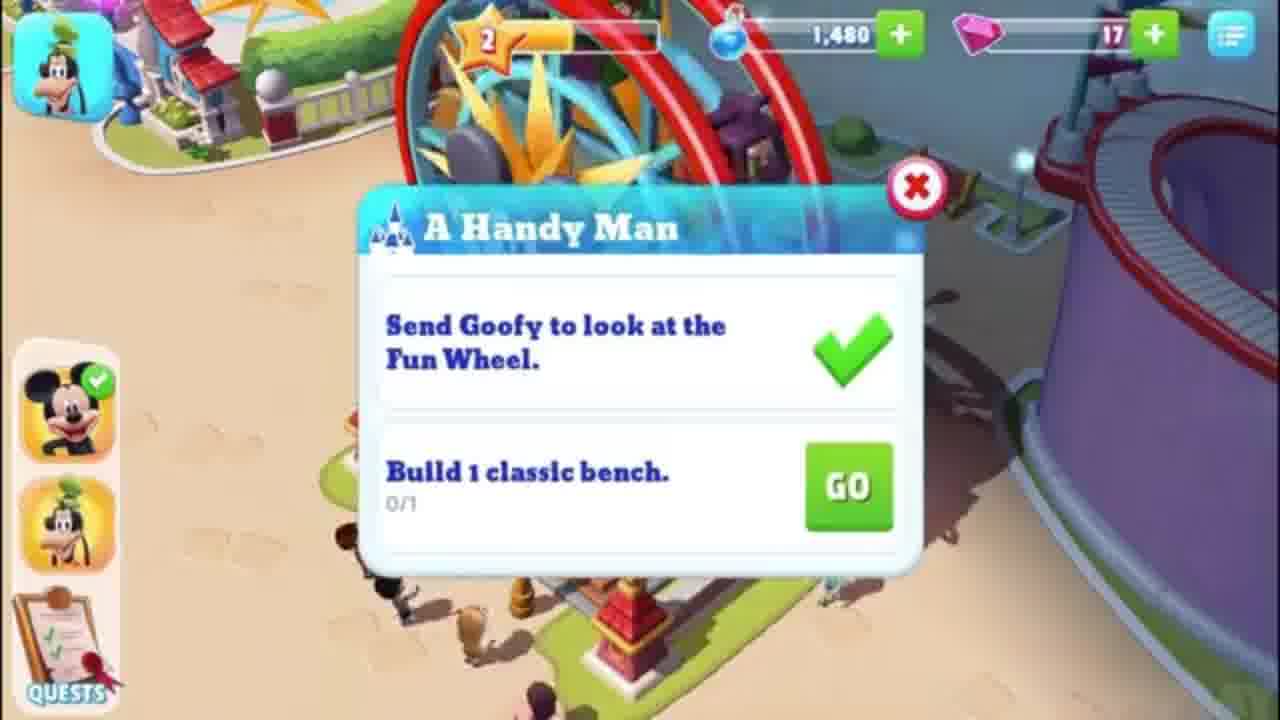 2
1,480
17
A Handy Man
Send Goofy to look at the
Fun Wheel.
Build 1 classic bench.
0/1
GO
QUESTS